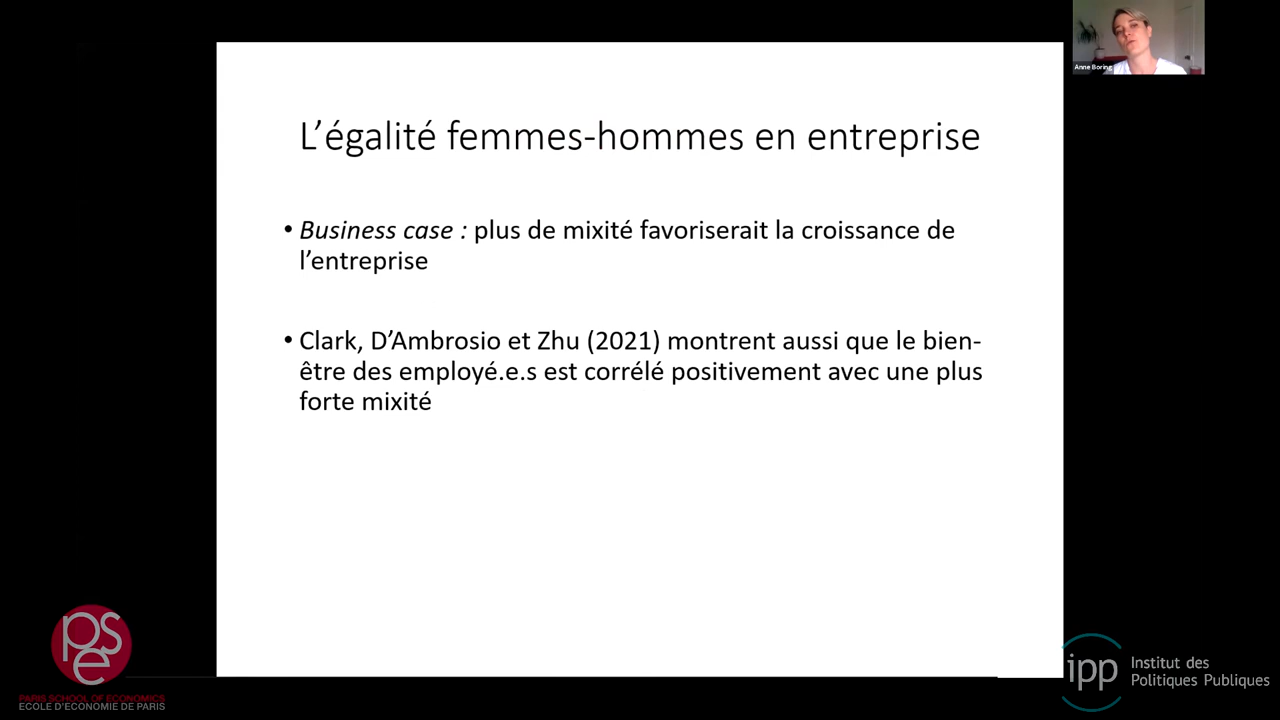 Anne Boring
L’égalité femmes-hommes en entreprise
• Business case : plus de mixité favoriserait la croissance de
l’entreprise
• Clark, D’Ambrosio et Zhu (2021) montrent aussi que le bien-
être des employé.e.s est corrélé positivement avec une plus
forte mixité
pse
PARIS SCHOOL OF ECONOMICS
ECOLE D'ECONOMIE DE PARIS
ipp
Institut des
Politiques Publiques